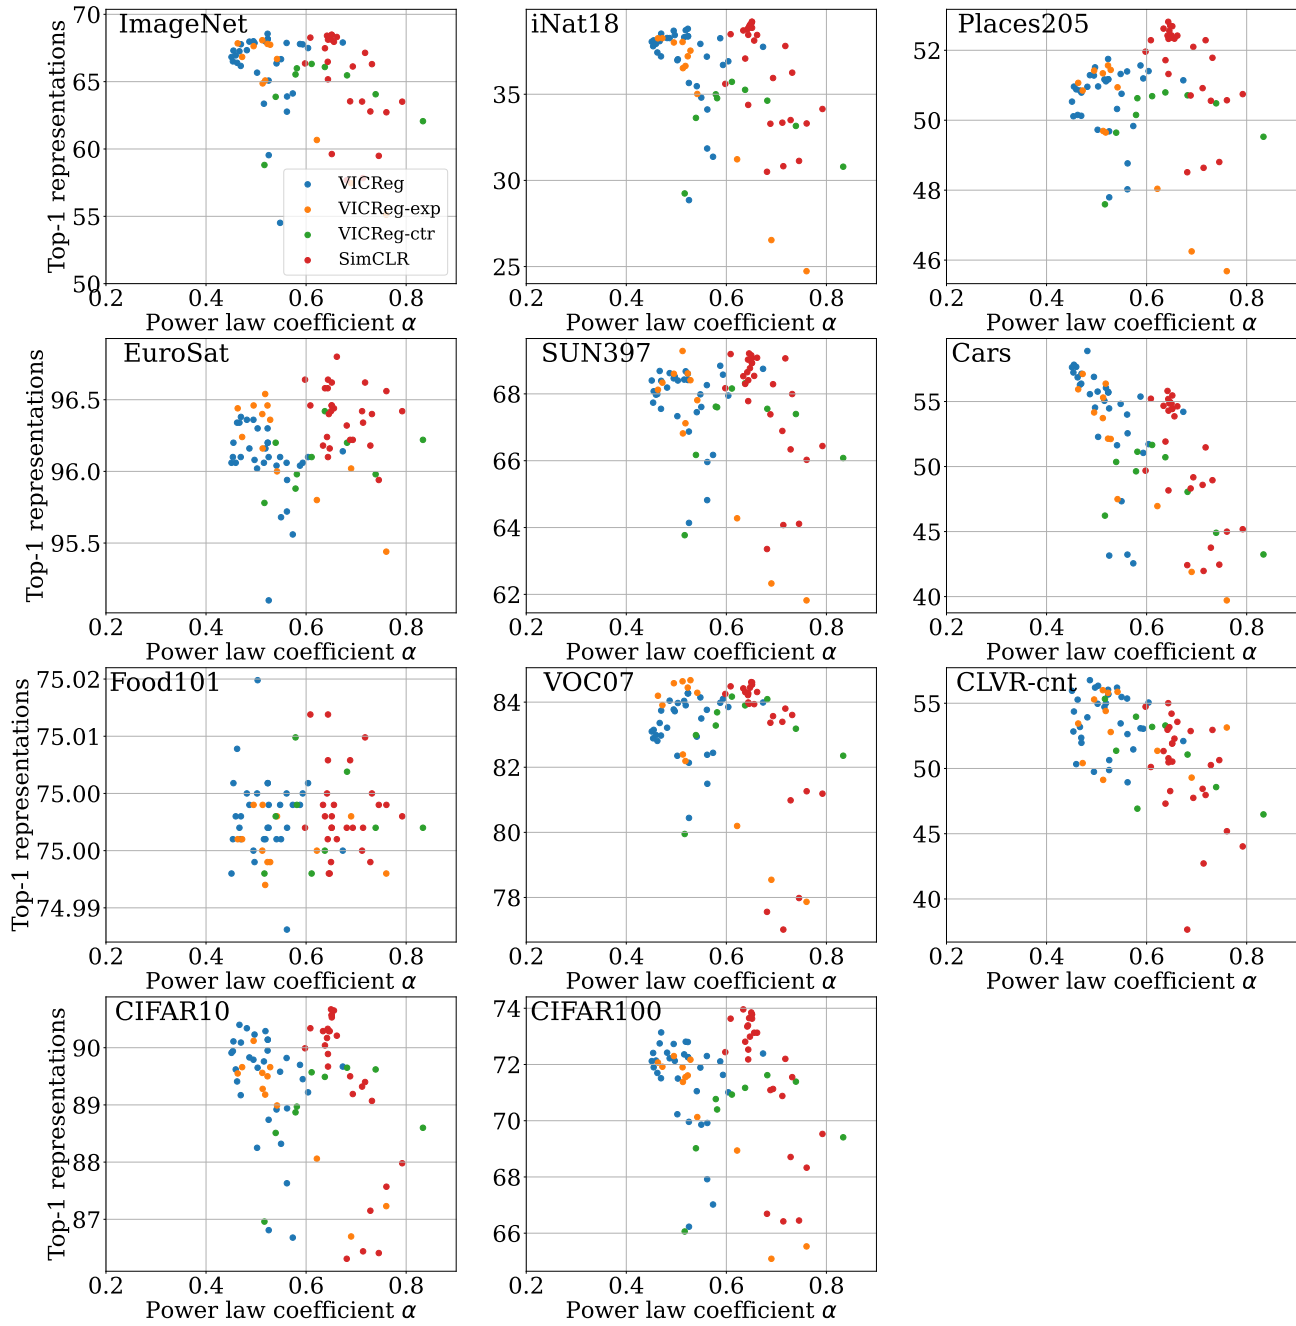 ImageNet
iNat18
Places205
Top-1 representations
70
65
60
55
50
0.2
0.4
0.6
0.8
Power law coefficient α
VICReg
VICReg-exp
VICReg-ctr
SimCLR
35
30
25
0.2
0.4
0.6
0.8
Power law coefficient α
52
50
48
46
0.2
0.4
0.6
0.8
Power law coefficient α
EuroSat
SUN397
Cars
Top-1 representations
96.5
96.0
95.5
0.2
0.4
0.6
0.8
Power law coefficient α
68
66
64
62
0.2
0.4
0.6
0.8
Power law coefficient α
55
50
45
40
0.2
0.4
0.6
0.8
Power law coefficient α
Food101
VOC07
CLVR-cnt
Top-1 representations
75.02
75.01
75.00
75.00
74.99
0.2
0.4
0.6
0.8
Power law coefficient α
84
82
80
78
0.2
0.4
0.6
0.8
Power law coefficient α
55
50
45
40
0.2
0.4
0.6
0.8
Power law coefficient α
CIFAR10
CIFAR100
Top-1 representations
90
89
88
87
0.2
0.4
0.6
0.8
Power law coefficient α
74
72
70
68
66
0.2
0.4
0.6
0.8
Power law coefficient α